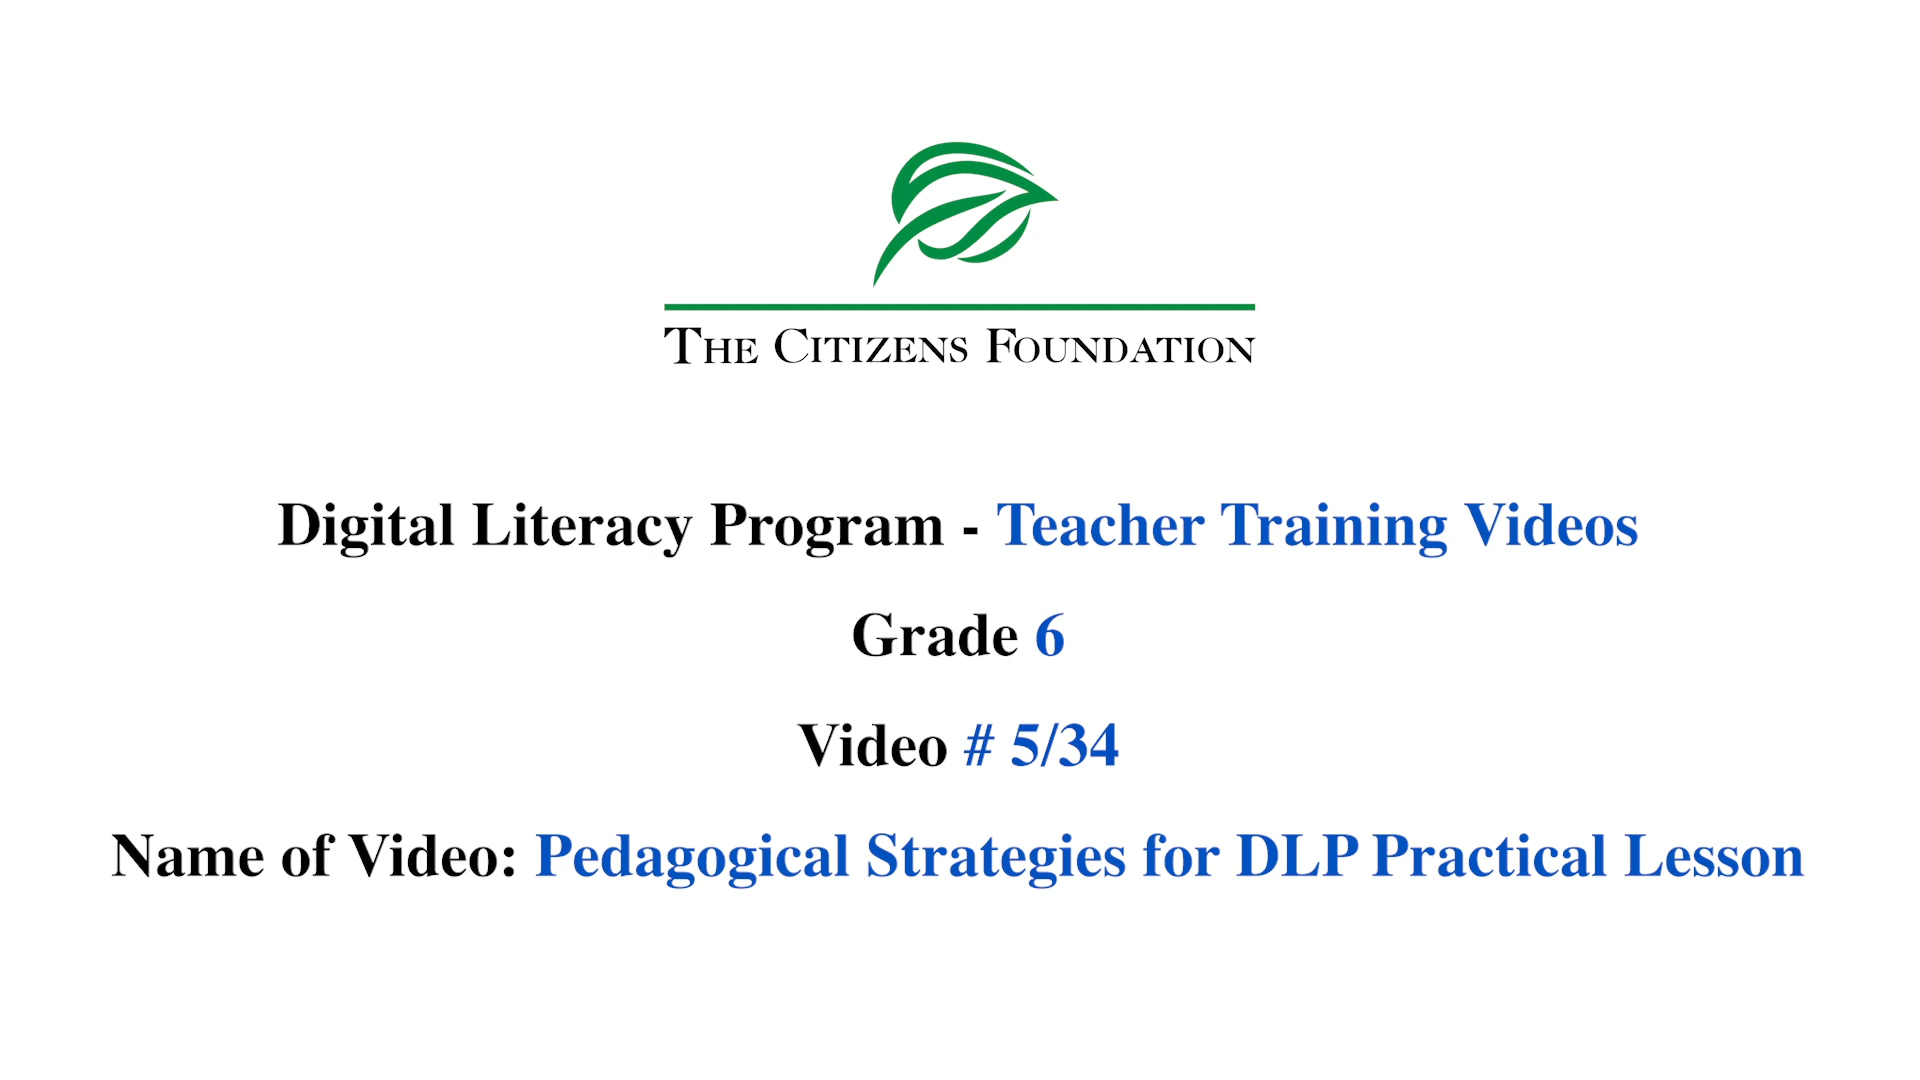 THE CITIZENS FOUNDATION
Digital Literacy Program - Teacher Training Videos
Grade 6
Video # 5/34
Name of Video: Pedagogical Strategies for DLP Practical Lesson